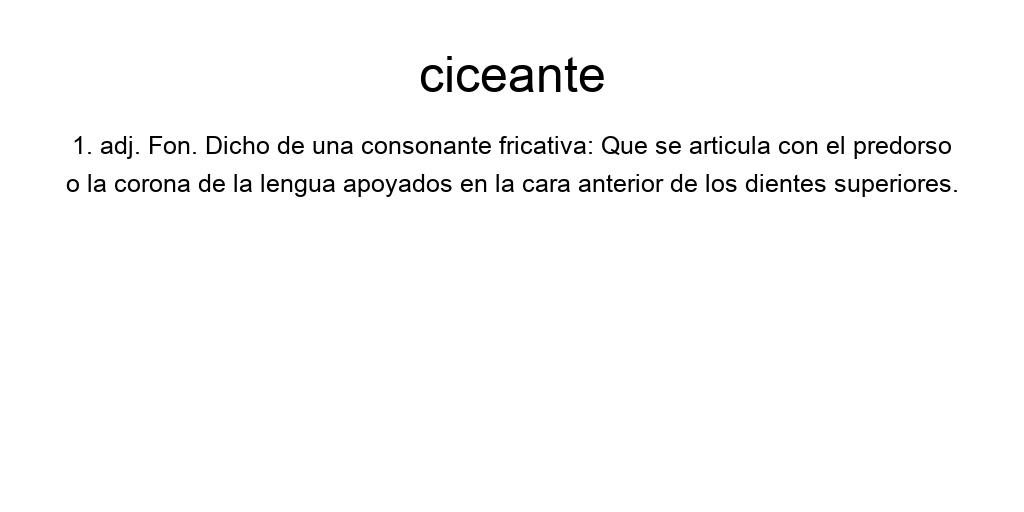 ciceante
1. adj. Fon. Dicho de una consonante fricativa: Que se articula con el predorso
o la corona de la lengua apoyados en la cara anterior de los dientes superiores.